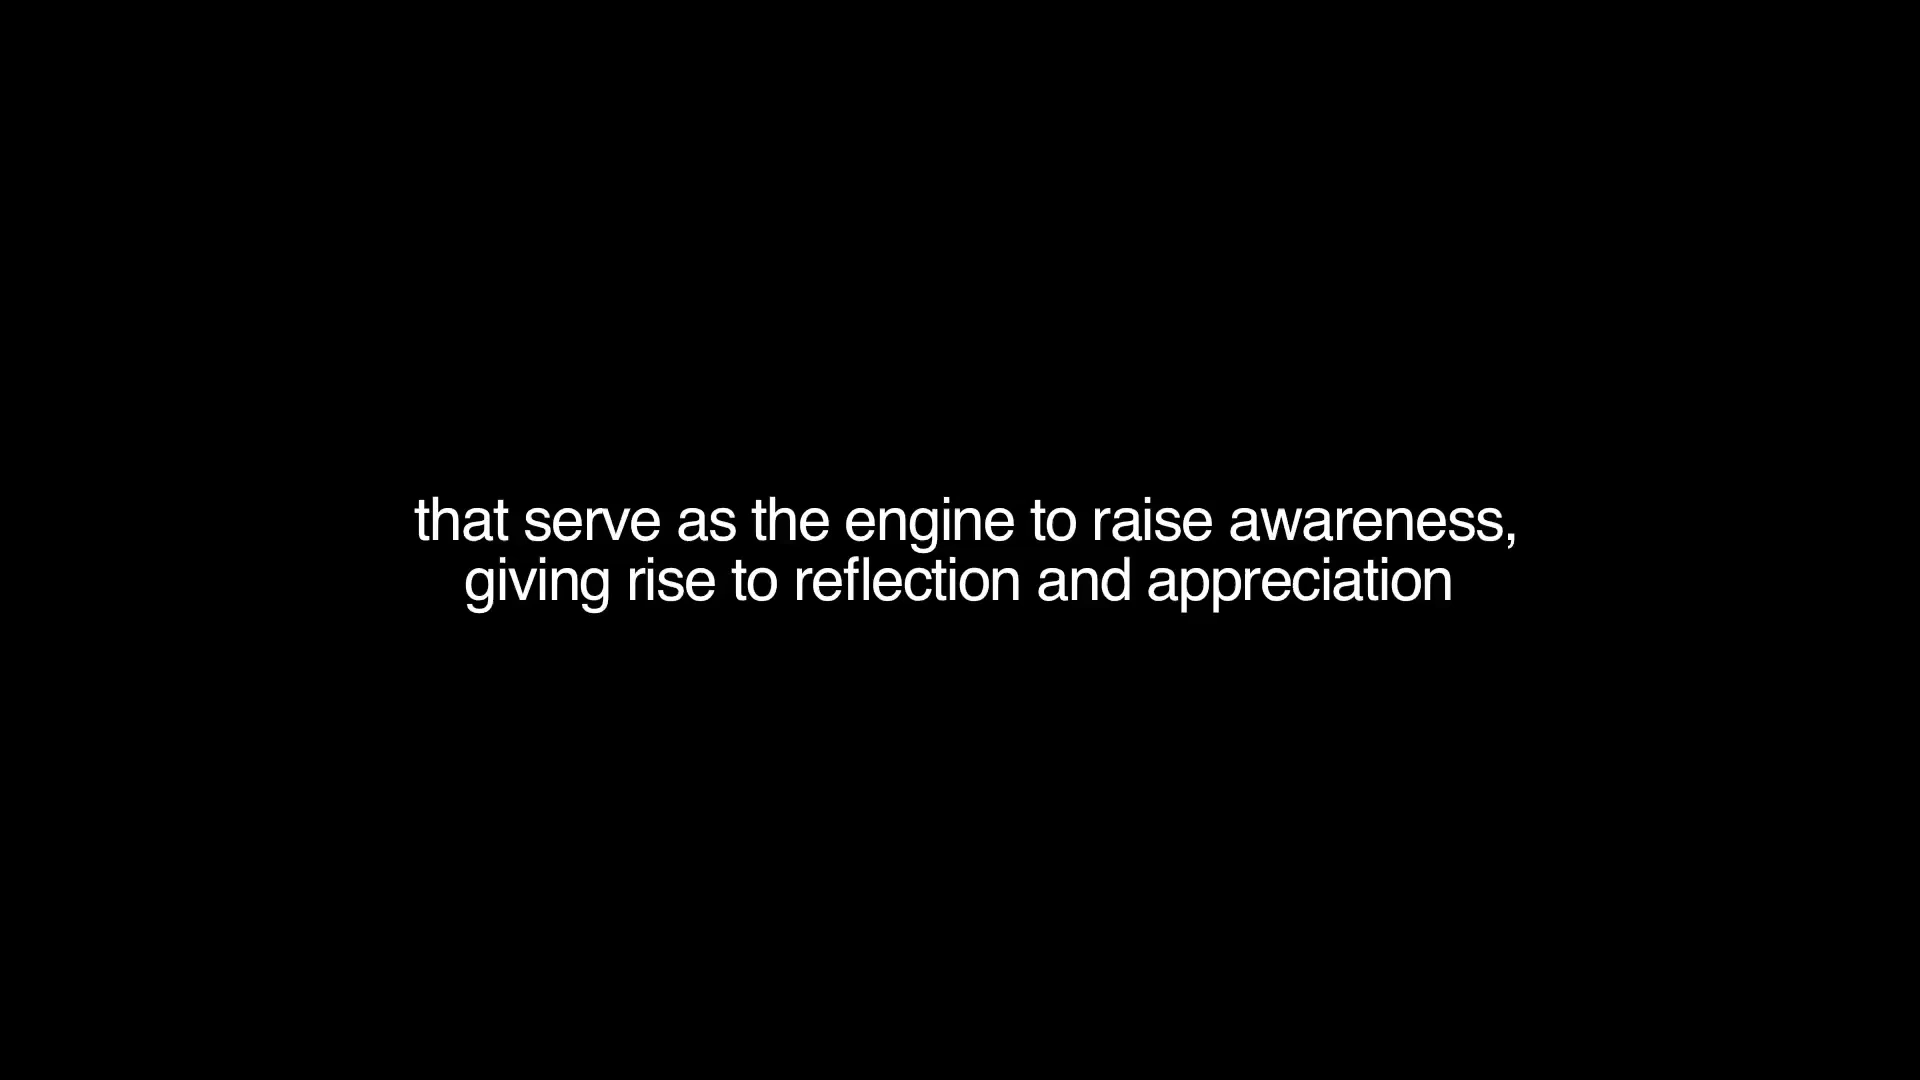 that serve as the engine to raise awareness,
giving rise to reflection and appreciation